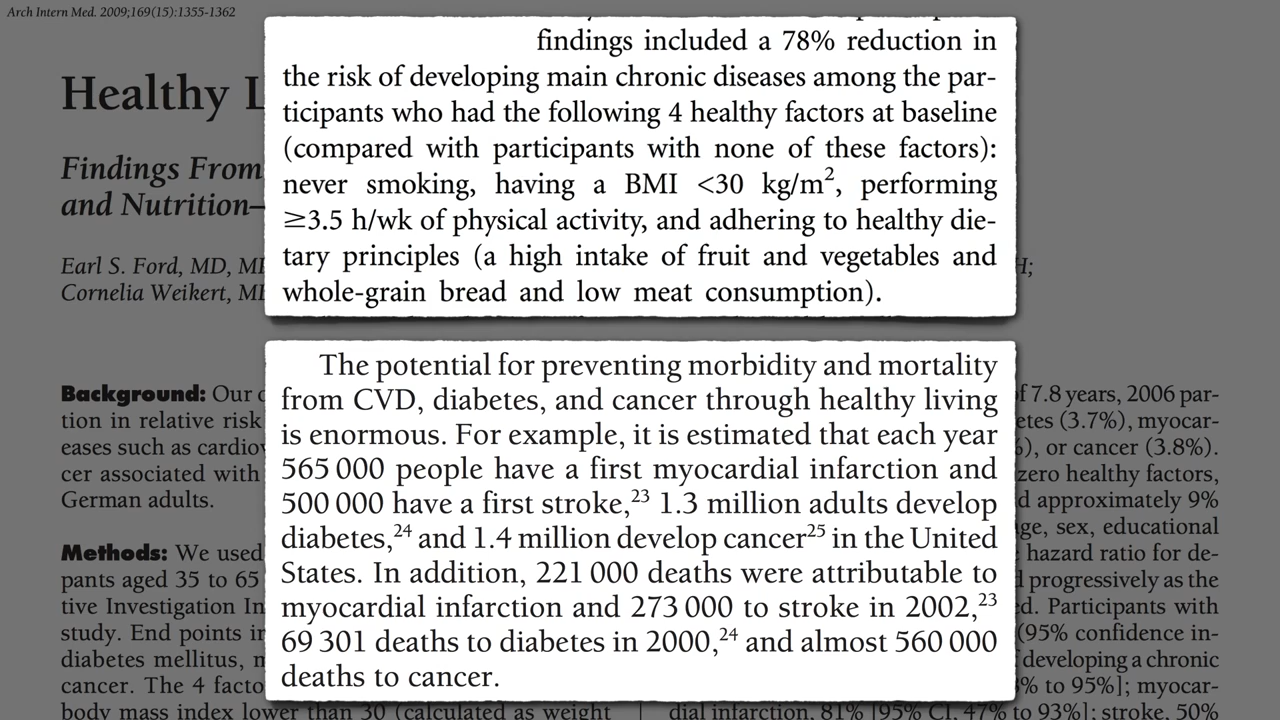 Arch Intern Med. 2009;169(15):1355-1362
findings included a 78% reduction in
the risk of developing main chronic diseases among the par-
ticipants who had the following 4 healthy factors at baseline
(compared with participants with none of these factors):
never smoking, having a BMI <30 kg/m², performing
≥3.5 h/wk of physical activity, and adhering to healthy die-
tary principles (a high intake of fruit and vegetables and
whole-grain bread and low meat consumption).
The potential for preventing morbidity and mortality
from CVD, diabetes, and cancer through healthy living
is enormous. For example, it is estimated that each year
565 000 people have a first myocardial infarction and
500 000 have a first stroke,²³ 1.3 million adults develop
diabetes,²⁴ and 1.4 million develop cancer²⁵ in the United
States. In addition, 221 000 deaths were attributable to
myocardial infarction and 273 000 to stroke in 2002,²³
69 301 deaths to diabetes in 2000,²⁴ and almost 560 000
deaths to cancer.
Healthy
Findings From
and Nutrition–
Earl S. Ford, MD,
Cornelia Weikert,
Background: Our
tion in relative risk
eases such as
cer associated with
German adults.
Methods: We used
pants aged 35 to 65
tive Investigation
study. End points
diabetes mellitus,
cancer. The 4
body mass index lower than 30 (calculated as weight
of 7.8 years, 2006 par-
(3.7%), myocar-
or cancer (3.8%).
zero healthy factors,
approximately 9%
sex, educational
hazard ratio for de-
progressively as the
Participants with
(95% confidence in-
developing a chronic
to 95%]; myocar-
dial infarction, 81% [95% CI, 47% to 93%]; stroke, 50%